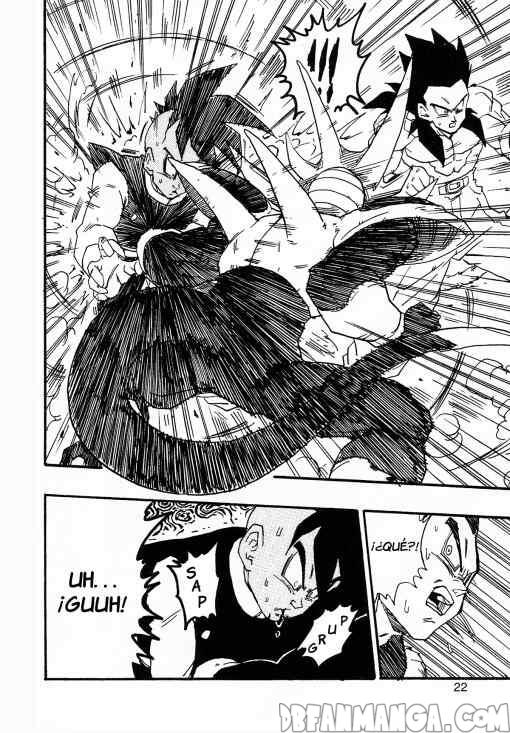 !!!
UH...
¡GUUH!
SAP
GRUP
¡¿QUÉ?!
22
DBFANMANGA.COM